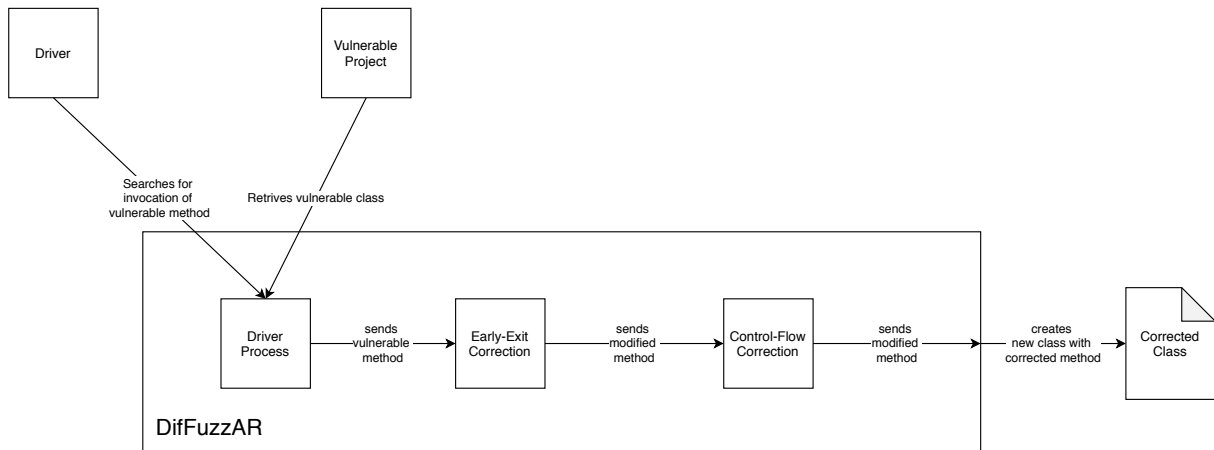 Driver
Vulnerable
Project
Searches for
invocation of
vulnerable method
Retrives vulnerable class
Driver
Process
sends
vulnerable
method
Early-Exit
Correction
sends
modified
method
Control-Flow
Correction
sends
modified
method
creates
new class with
corrected method
Corrected
Class
DifFuzzAR